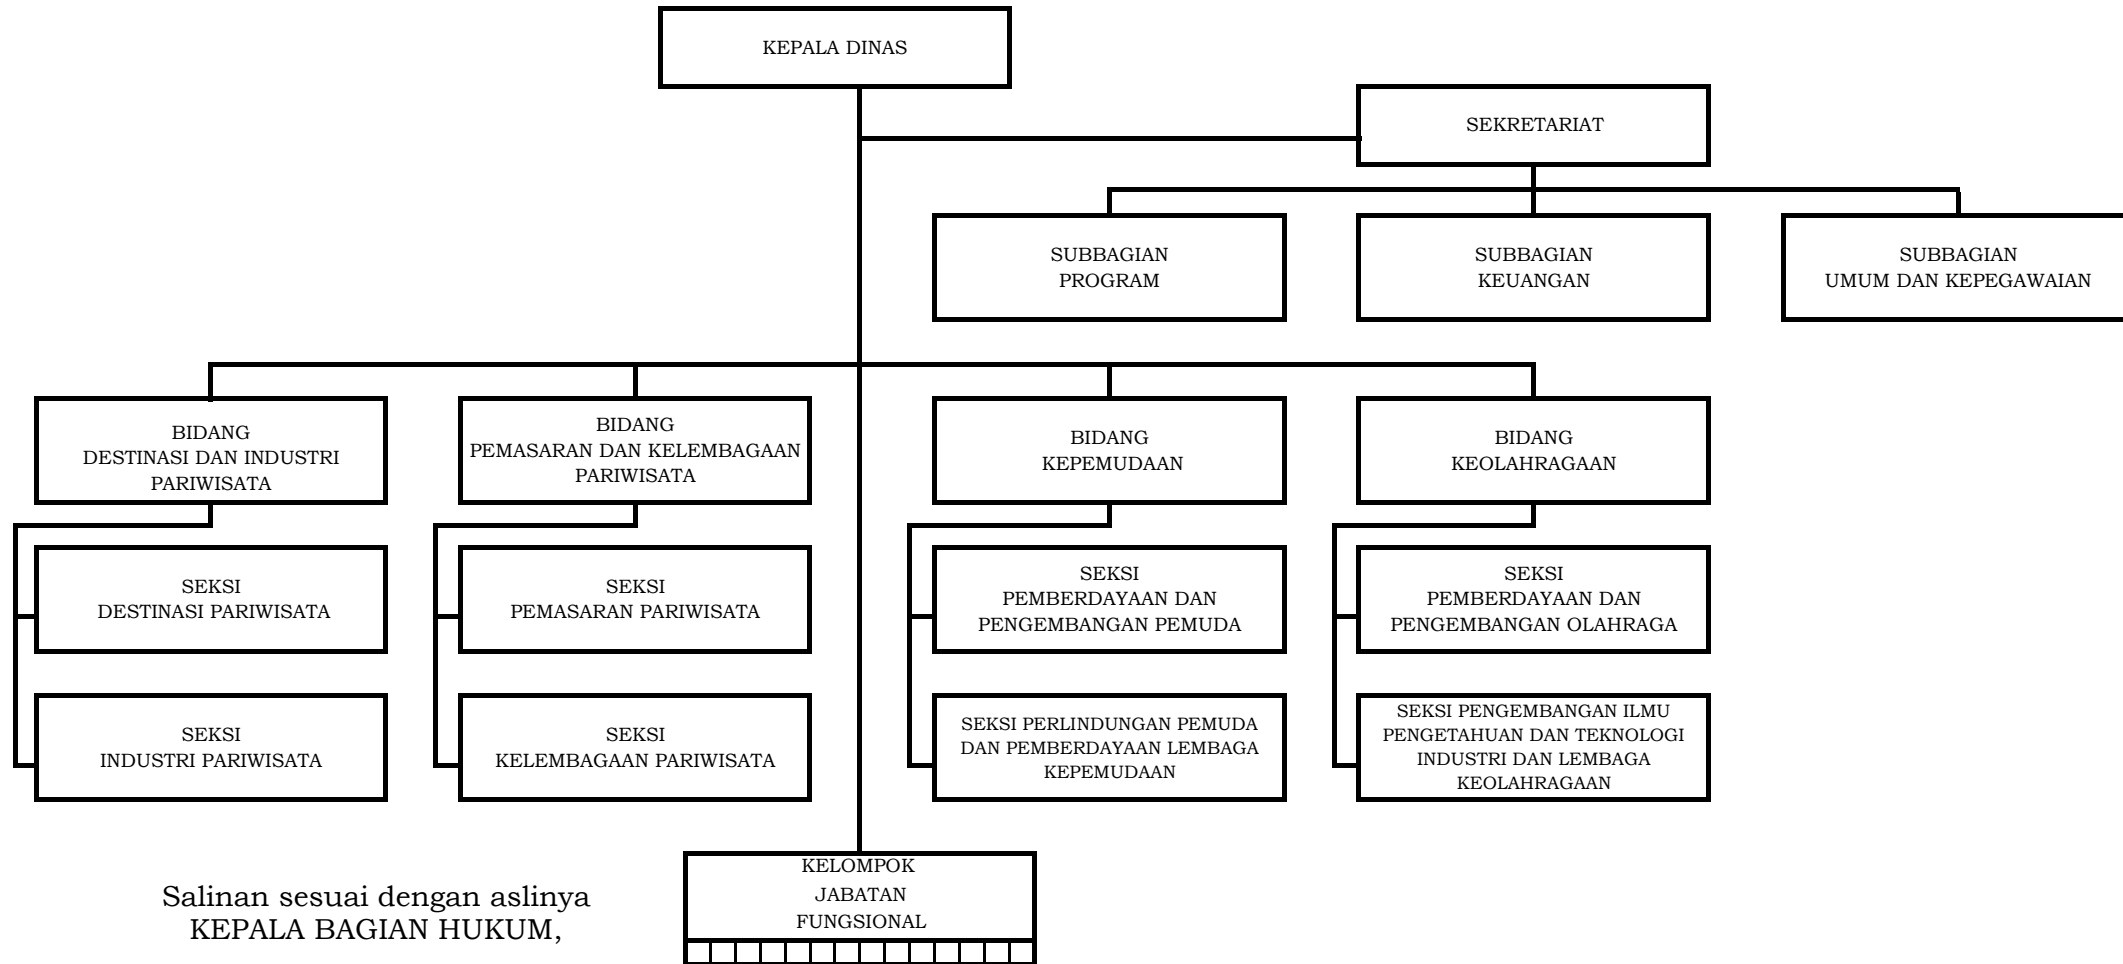 KEPALA DINAS
SEKRETARIAT
SUBBAGIAN
PROGRAM
SUBBAGIAN
KEUANGAN
SUBBAGIAN
UMUM DAN KEPEGAWAIAN
BIDANG
DESTINASI DAN INDUSTRI
PARIWISATA
BIDANG
PEMASARAN DAN KELEMBAGAAN
PARIWISATA
BIDANG
KEPEMUDAAN
BIDANG
KEOLAHRAGAAN
SEKSI
DESTINASI PARIWISATA
SEKSI
PEMASARAN PARIWISATA
SEKSI
PEMBERDAYAAN DAN
PENGEMBANGAN PEMUDA
SEKSI
PEMBERDAYAAN DAN
PENGEMBANGAN OLAHRAGA
SEKSI
INDUSTRI PARIWISATA
SEKSI
KELEMBAGAAN PARIWISATA
SEKSI PERLINDUNGAN PEMUDA
DAN PEMBERDAYAAN LEMBAGA
KEPEMUDAAN
SEKSI PENGEMBANGAN ILMU
PENGETAHUAN DAN TEKNOLOGI
INDUSTRI DAN LEMBAGA
KEOLAHRAGAAN
KELOMPOK
JABATAN
FUNGSIONAL
Salinan sesuai dengan aslinya
KEPALA BAGIAN HUKUM,